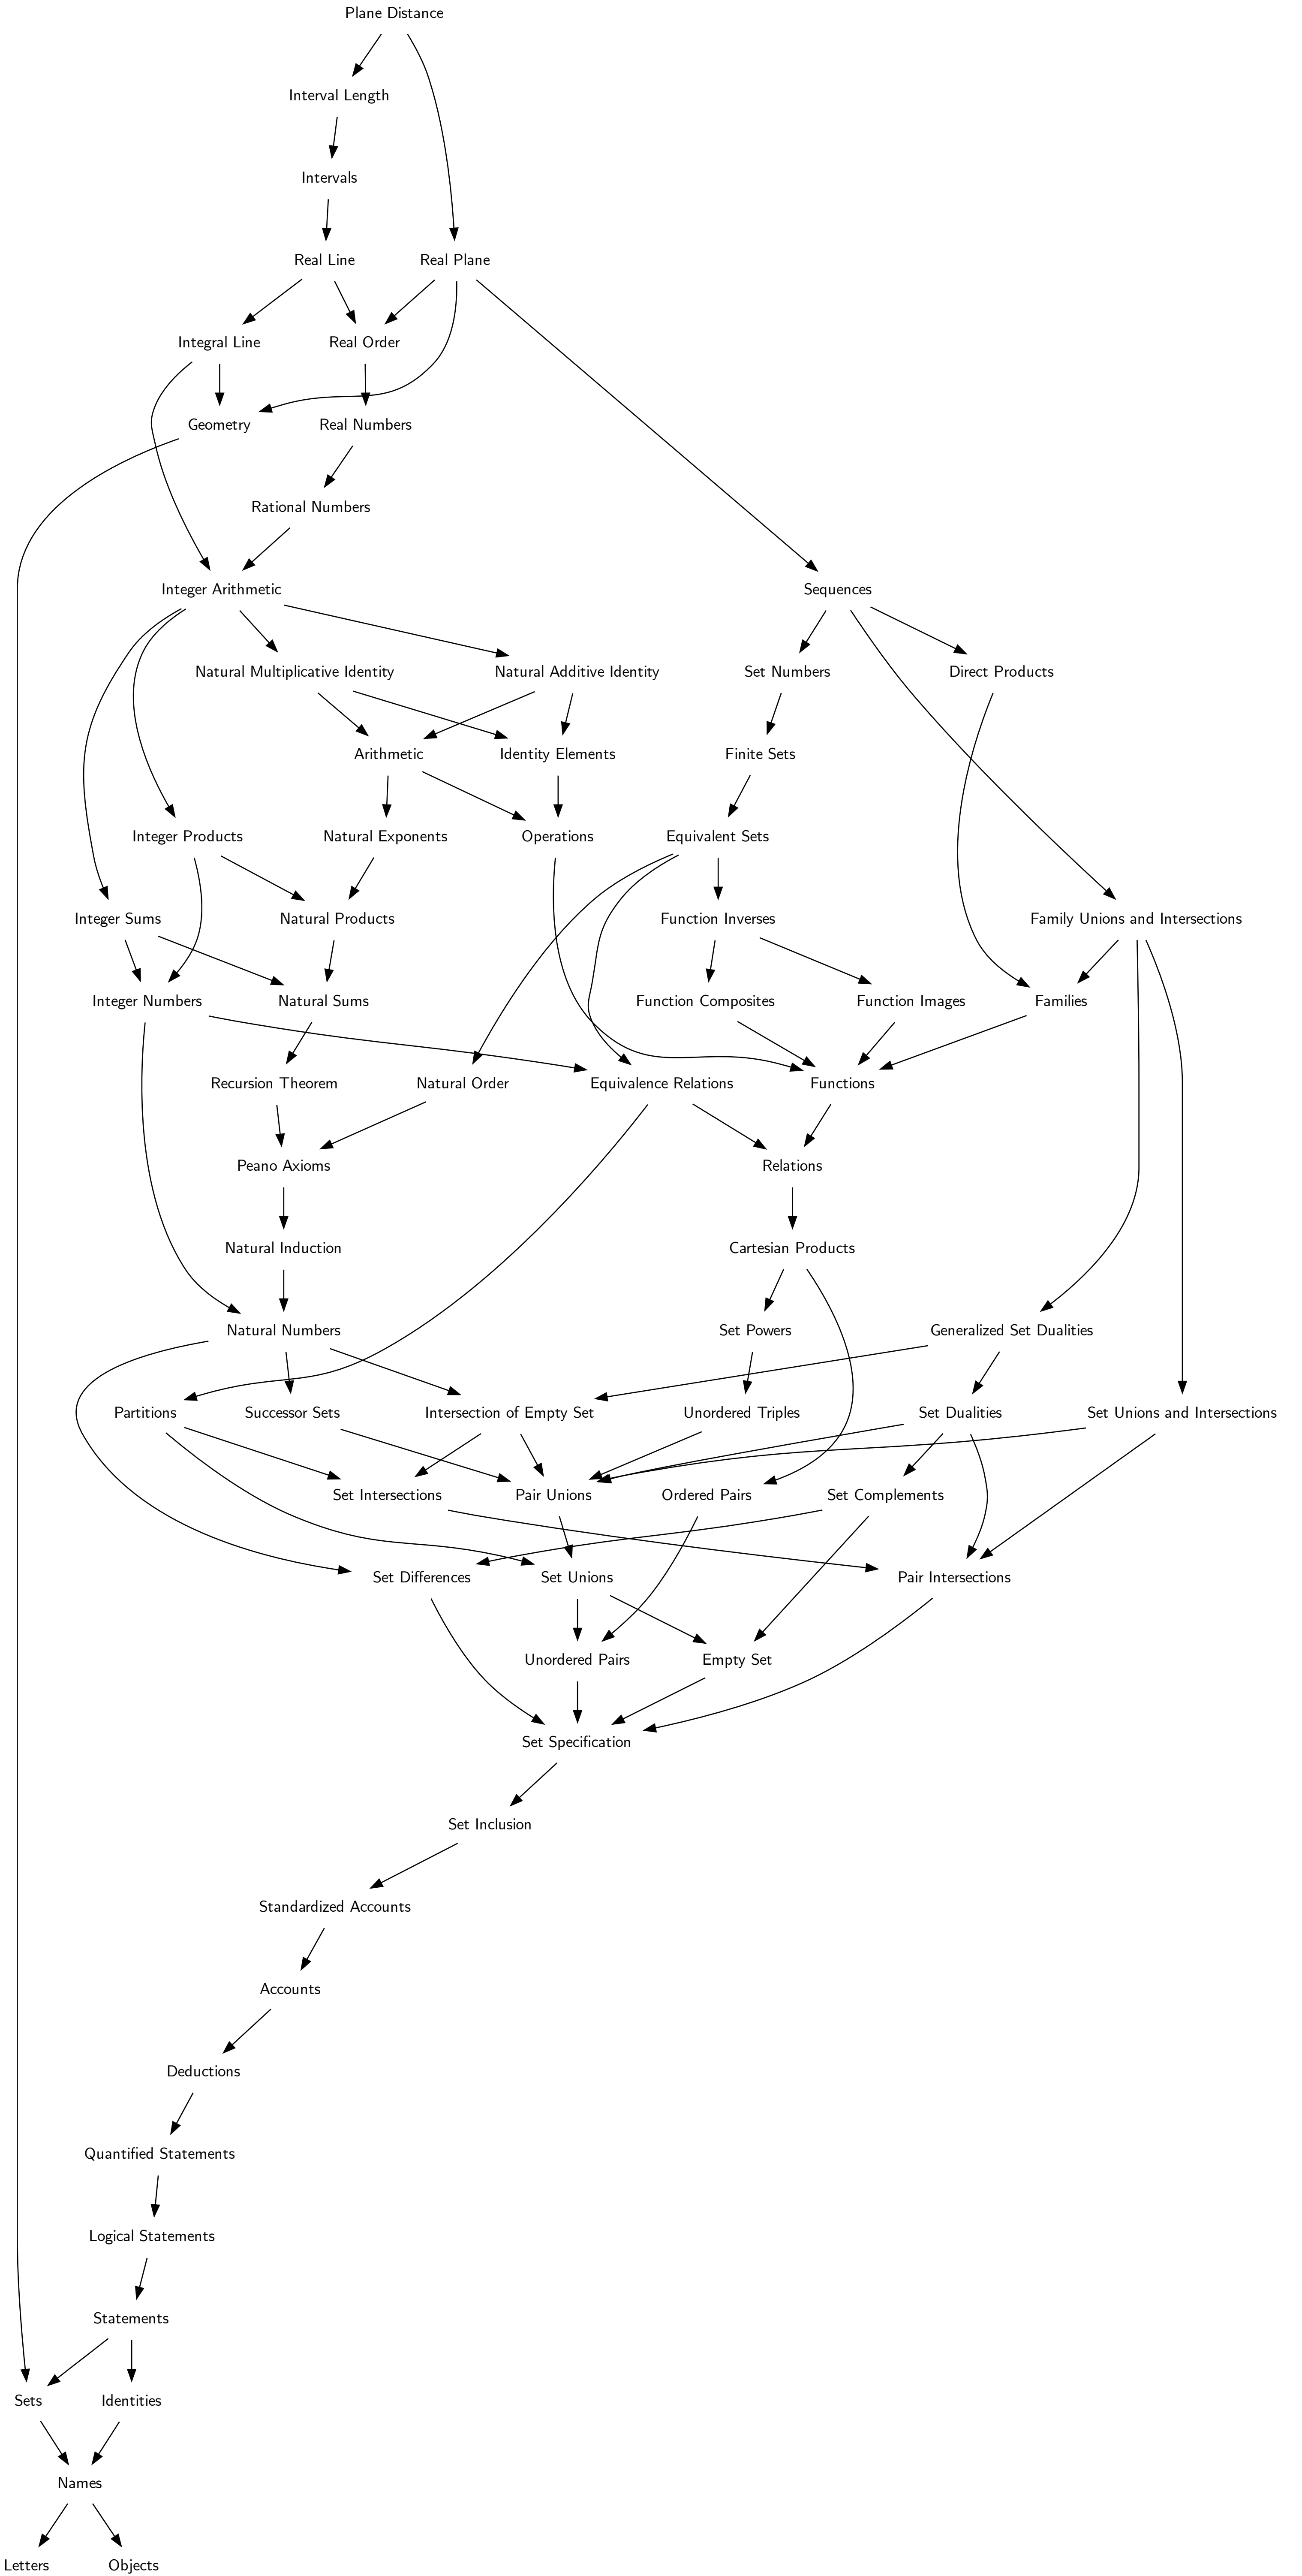 Plane Distance
Interval Length
Intervals
Real Line
Real Plane
Integral Line
Real Order
Geometry
Real Numbers
Rational Numbers
Integer Arithmetic
Sequences
Natural Multiplicative Identity
Natural Additive Identity
Set Numbers
Direct Products
Arithmetic
Identity Elements
Finite Sets
Integer Products
Natural Exponents
Operations
Equivalent Sets
Integer Sums
Natural Products
Function Inverses
Family Unions and Intersections
Integer Numbers
Natural Sums
Function Composites
Function Images
Families
Recursion Theorem
Natural Order
Equivalence Relations
Functions
Peano Axioms
Relations
Natural Induction
Cartesian Products
Natural Numbers
Set Powers
Generalized Set Dualities
Partitions
Successor Sets
Intersection of Empty Set
Unordered Triples
Set Dualities
Set Unions and Intersections
Set Intersections
Pair Unions
Ordered Pairs
Set Complements
Set Differences
Set Unions
Pair Intersections
Unordered Pairs
Empty Set
Set Specification
Set Inclusion
Standardized Accounts
Accounts
Deductions
Quantified Statements
Logical Statements
Statements
Sets
Identities
Names
Letters
Objects